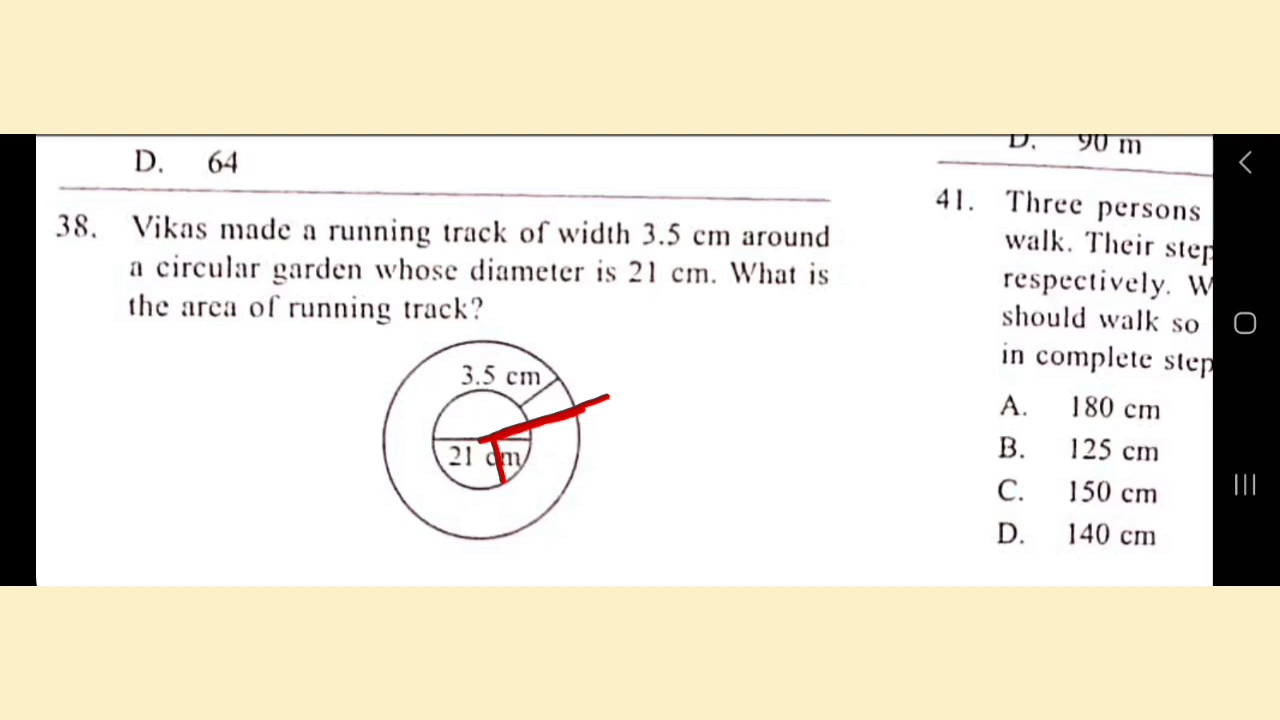 D. 64
38. Vikas made a running track of width 3.5 cm around
a circular garden whose diameter is 21 cm. What is
the area of running track?
3.5 cm
21 cm
D. 90 m
41. Three persons
walk. Their step
respectively. W
should walk so
in complete step
A. 180 cm
B. 125 cm
C. 150 cm
D. 140 cm